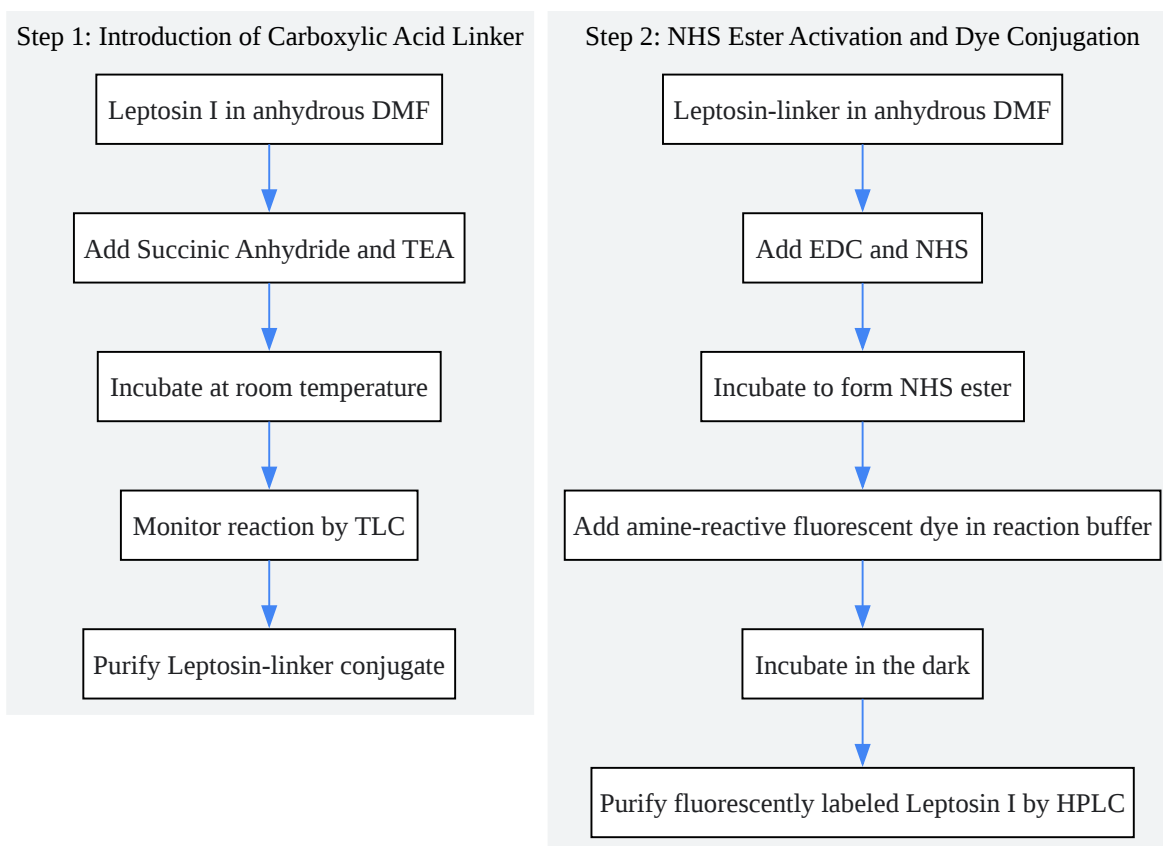 Step 1: Introduction of Carboxylic Acid Linker
Leptosin I in anhydrous DMF
Add Succinic Anhydride and TEA
Incubate at room temperature
Monitor reaction by TLC
Purify Leptosin-linker conjugate
Step 2: NHS Ester Activation and Dye Conjugation
Leptosin-linker in anhydrous DMF
Add EDC and NHS
Incubate to form NHS ester
Add amine-reactive fluorescent dye in reaction buffer
Incubate in the dark
Purify fluorescently labeled Leptosin I by HPLC